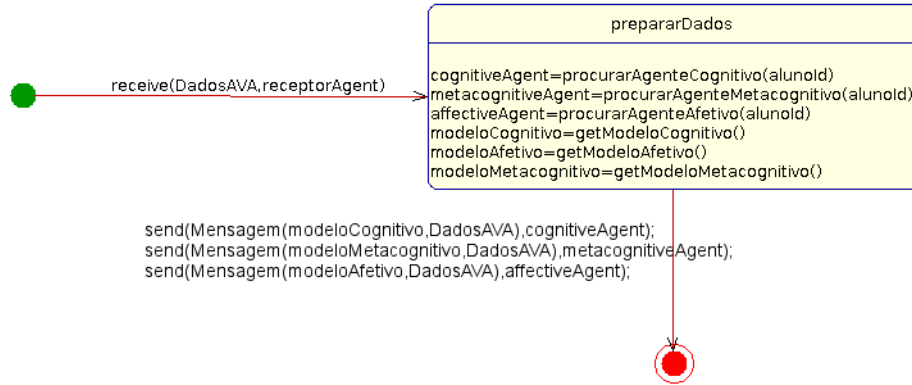 prepararDados
receive(DadosAVA,receptorAgent)
cognitiveAgent=procurarAgenteCognitivo(alunoId)
metacognitiveAgent=procurarAgenteMetacognitivo(alunoId)
affectiveAgent=procurarAgenteAfetivo(alunoId)
modeloCognitivo=getModeloCognitivo()
modeloAfetivo=getModeloAfetivo()
modeloMetacognitivo=getModeloMetacognitivo()
send(Mensagem(modeloCognitivo,DadosAVA),cognitiveAgent);
send(Mensagem(modeloMetacognitivo,DadosAVA),metacognitiveAgent);
send(Mensagem(modeloAfetivo,DadosAVA),affectiveAgent);